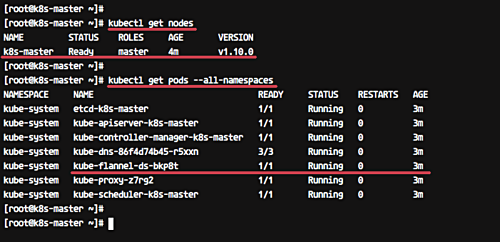 [root@k8s-master ~]#
[root@k8s-master ~]# kubectl get nodes
NAME STATUS ROLES AGE VERSION
k8s-master Ready master 4m v1.10.0
[root@k8s-master ~]#
[root@k8s-master ~]# kubectl get pods --all-namespaces
NAMESPACE NAME READY STATUS RESTARTS AGE
kube-system etcd-k8s-master 1/1 Running 0 3m
kube-system kube-apiserver-k8s-master 1/1 Running 0 3m
kube-system kube-controller-manager-k8s-master 1/1 Running 0 3m
kube-system kube-dns-86f4d74b45-r5xxn 3/3 Running 0 3m
kube-system kube-flannel-ds-bkp8t 1/1 Running 0 3m
kube-system kube-proxy-z7rg2 1/1 Running 0 3m
kube-system kube-scheduler-k8s-master 1/1 Running 0 3m
[root@k8s-master ~]#
[root@k8s-master ~]#